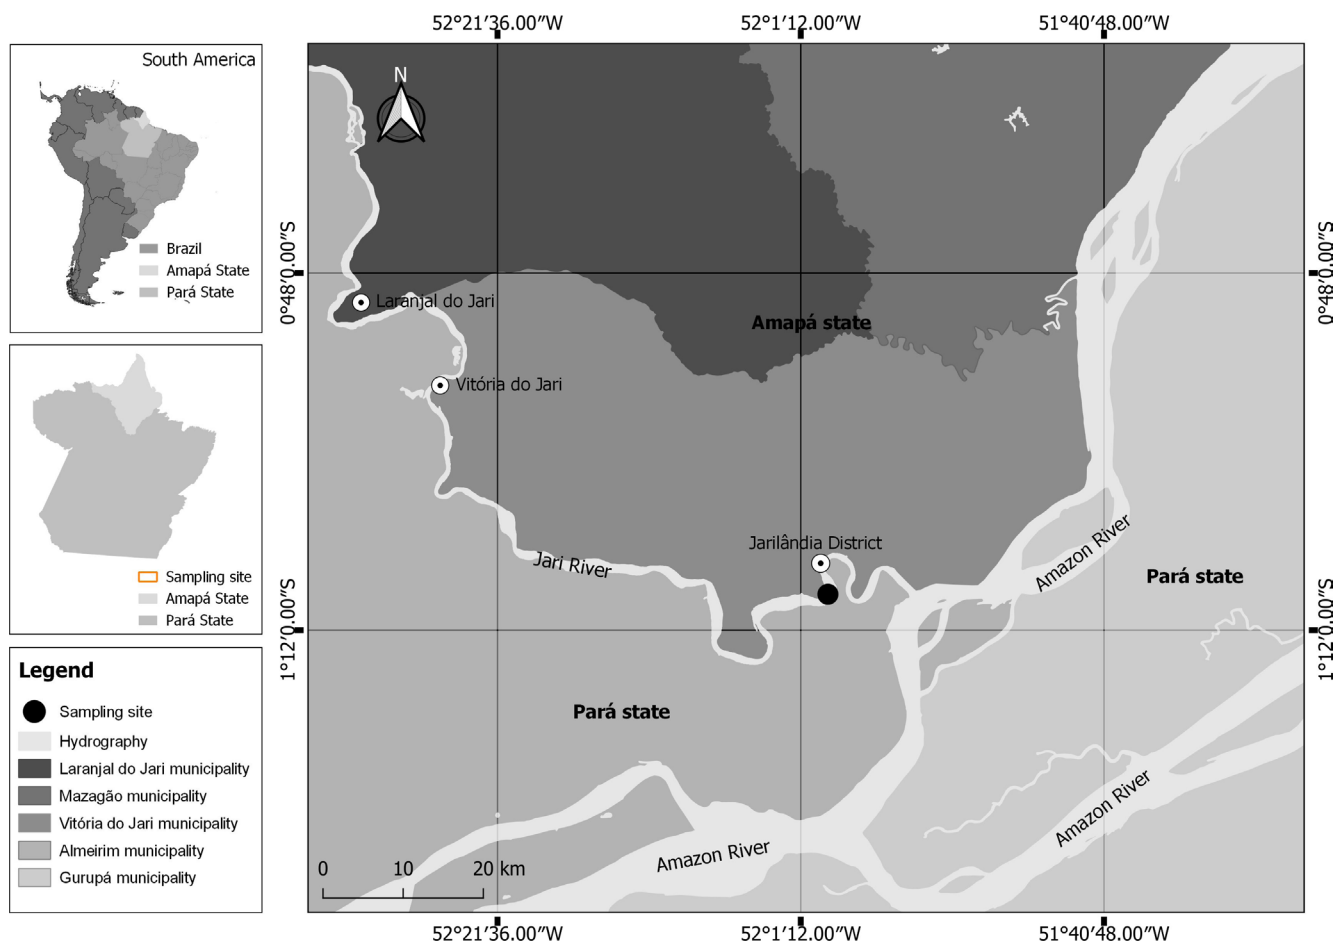 52°21′36.00″W
52°1′12.00″W
51°40′48.00″W
South America
Brazil
Amapá State
Pará State
Sampling site
Amapá State
Pará State
Legend
Sampling site
Hydrography
Laranjal do Jari municipality
Mazagão municipality
Vitória do Jari municipality
Almeirim municipality
Gurupá municipality
N
0°48′0.00″S
0°48′0.00″S
Laranjal do Jari
Amapá state
Vitória do Jari
Jarilândia District
Jari River
Amazon River
Pará state
1°12′0.00″S
1°12′0.00″S
Pará state
Amazon River
Amazon River
0 10 20 km
52°21′36.00″W
52°1′12.00″W
51°40′48.00″W